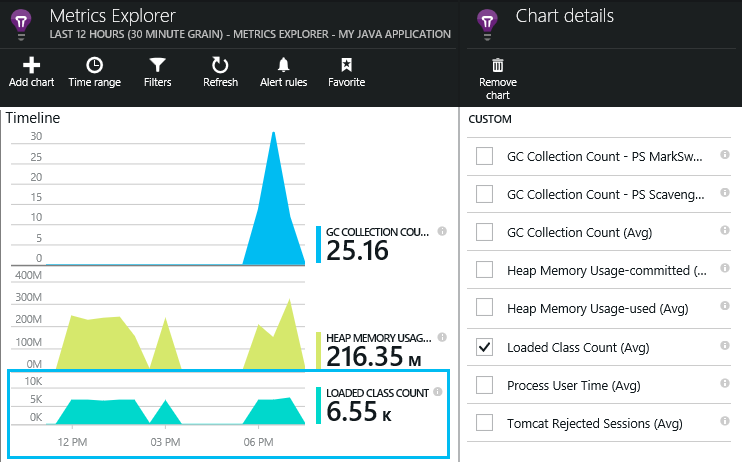 Metrics Explorer
LAST 12 HOURS (30 MINUTE GRAIN) - METRICS EXPLORER - MY JAVA APPLICATION
Add chart
Time range
Filters
Refresh
Alert rules
Favorite
Timeline
30
25
20
15
10
5
0
GC COLLECTION COU...
25.16
400M
300M
200M
100M
0M
HEAP MEMORY USAG...
216.35 M
10K
5K
0K
LOADED CLASS COUNT
6.55 K
12 PM
03 PM
06 PM
Chart details
Remove
chart
CUSTOM
GC Collection Count - PS MarkSw...
GC Collection Count - PS Scaveng...
GC Collection Count (Avg)
Heap Memory Usage-committed (...
Heap Memory Usage-used (Avg)
Loaded Class Count (Avg)
Process User Time (Avg)
Tomcat Rejected Sessions (Avg)